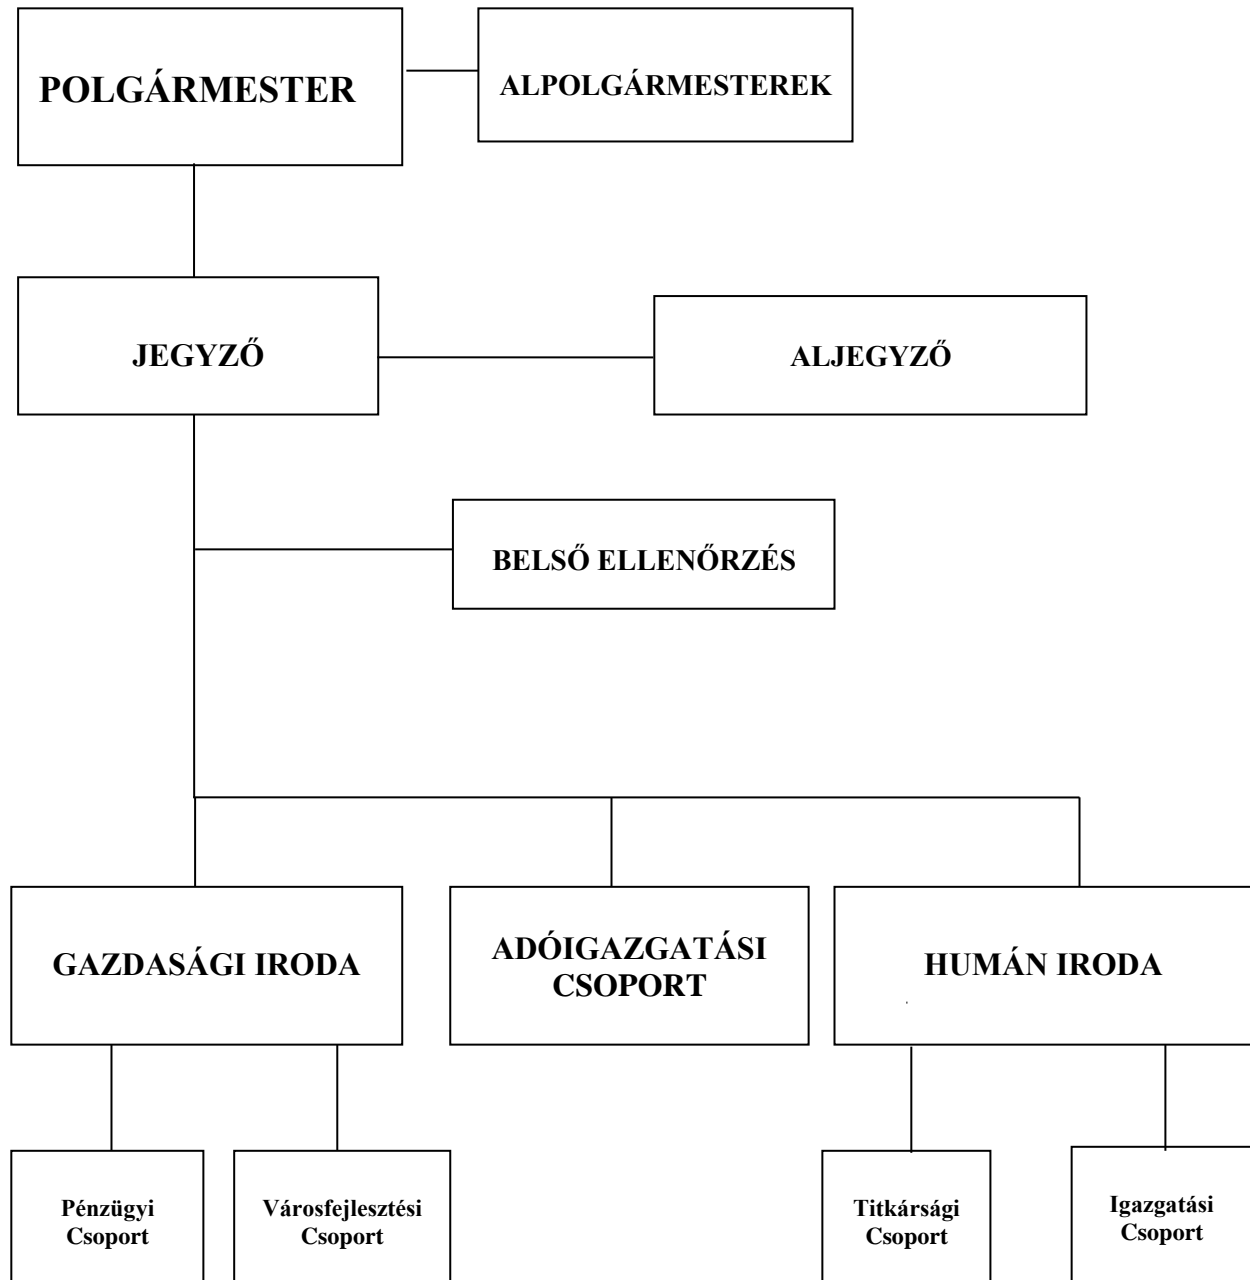 POLGÁRMESTER
ALPOLGÁRMESTEREK
JEGYZŐ
ALJEGYZŐ
BELSŐ ELLENŐRZÉS
GAZDASÁGI IRODA
ADÓIGAZGATÁSI
CSOPORT
HUMÁN IRODA
Pénzügyi
Csoport
Városfejlesztési
Csoport
Titkársági
Csoport
Igazgatási
Csoport